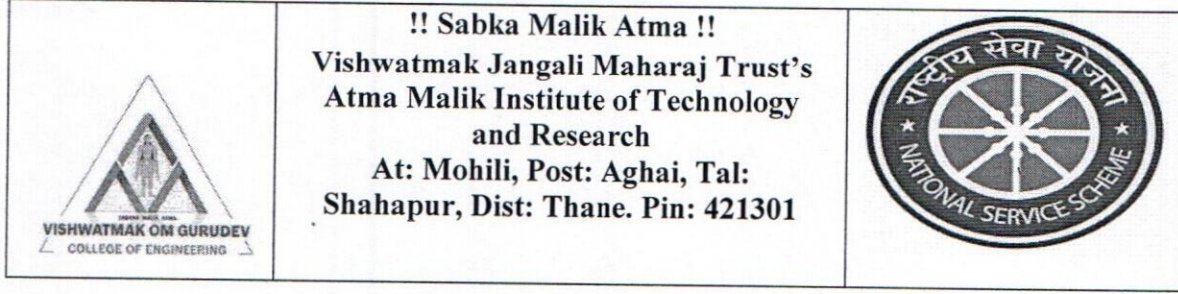 VISHWATMAK OM GURUDEV
COLLEGE OF ENGINEERING
!! Sabka Malik Atma !!
Vishwatmak Jangali Maharaj Trust's
Atma Malik Institute of Technology
and Research
At: Mohili, Post: Aghai, Tal:
Shahapur, Dist: Thane. Pin: 421301
राष्ट्रीय सेवा योजना
NATIONAL SERVICE SCHEME